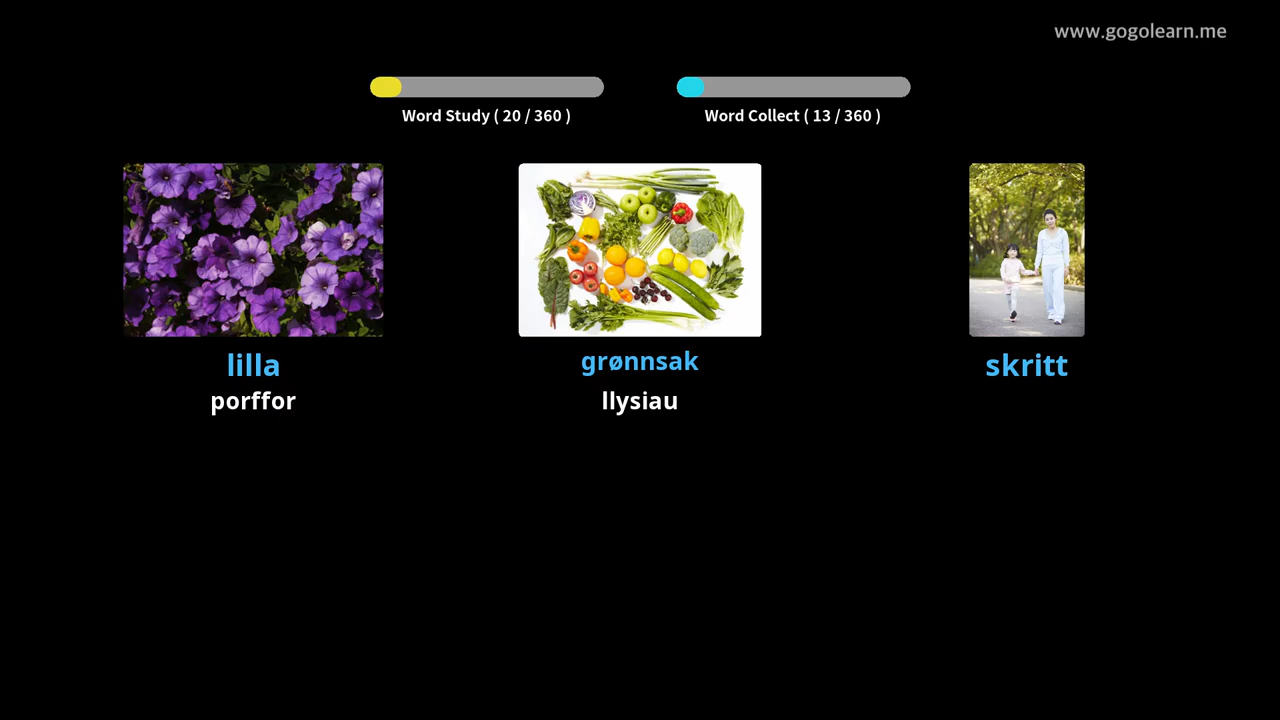 www.gogolearn.me
Word Study ( 20 / 360 )
Word Collect ( 13 / 360 )
lilla
grønnsak
skritt
porffor
llysiau